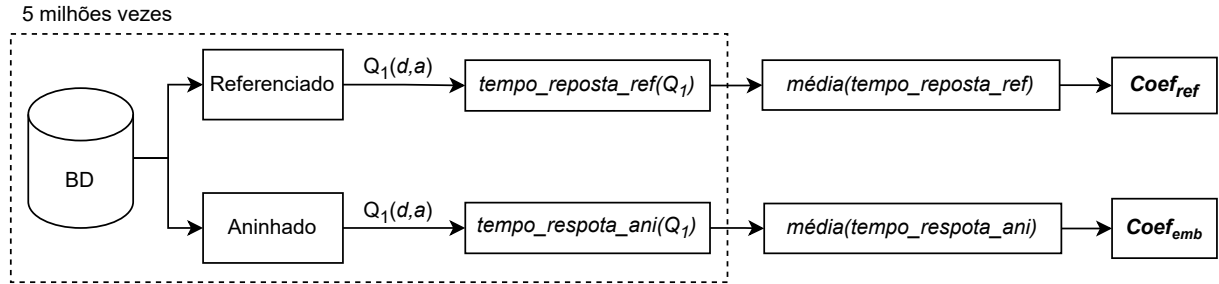 5 milhões vezes
BD
Referenciado
Q1(d,a)
tempo_reposta_ref(Q1)
média(tempo_reposta_ref)
Coefref
Aninhado
Q1(d,a)
tempo_respota_ani(Q1)
média(tempo_respota_ani)
Coefemb